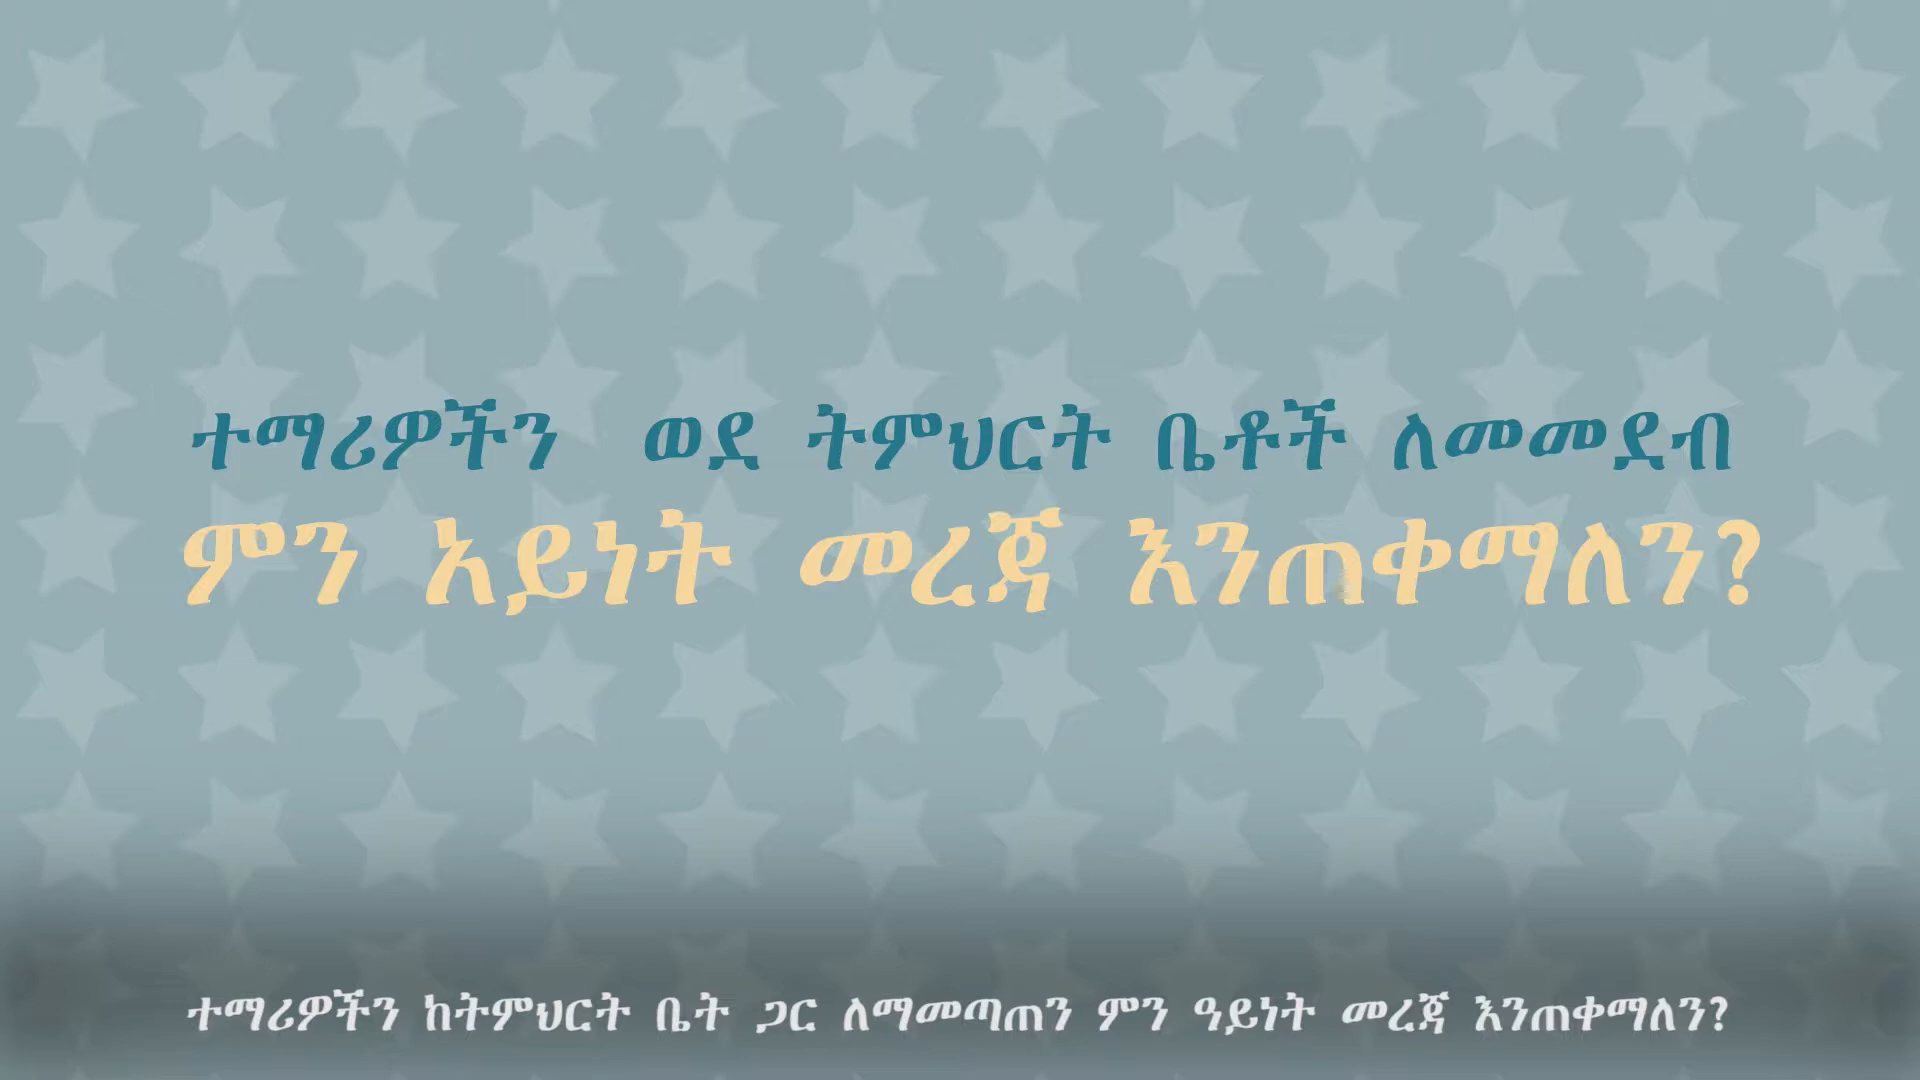 ተማሪዎችን ወደ ትምህርት ቤቶች ለመመደብ
ምን አይነት መረጃ እንጠቀማለን?
ተማሪዎችን ከትምህርት ቤት ጋር ለማመጣጠን ምን ዓይነት መረጃ እንጠቀማለን?